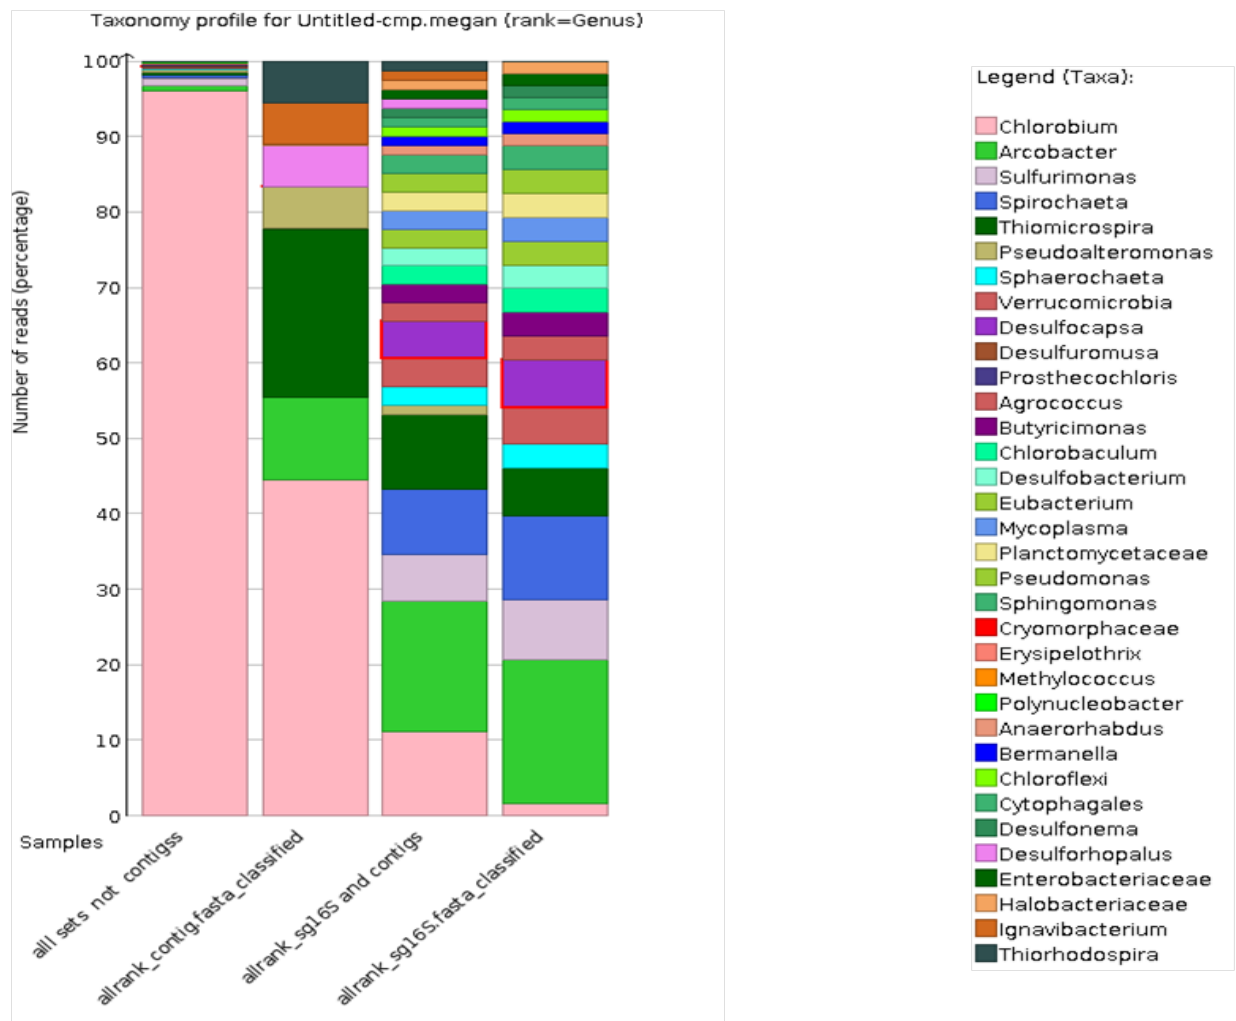 Taxonomy profile for Untitled-cmp.megan (rank=Genus)
Number of reads (percentage)
100
90
80
70
60
50
40
30
20
10
0
Samples
all sets not contigss
allrank_contig.fasta_classified
allrank_sg16S and contigs
allrank_sg16S.fasta_classified
Legend (Taxa):
Chlorobium
Arcobacter
Sulfurimonas
Spirochaeta
Thiomicrospira
Pseudoalteromonas
Sphaerochaeta
Verrucomicrobia
Desulfocapsa
Desulfuromusa
Prosthecochloris
Agrococcus
Butyricimonas
Chlorobaculum
Desulfobacterium
Eubacterium
Mycoplasma
Planctomycetaceae
Pseudomonas
Sphingomonas
Cryomorphaceae
Erysipelothrix
Methylococcus
Polynucleobacter
Anaerorhabdus
Bermanella
Chloroflexi
Cytophagales
Desulfonema
Desulforhopalus
Enterobacteriaceae
Halobacteriaceae
Ignavibacterium
Thiorhodospira